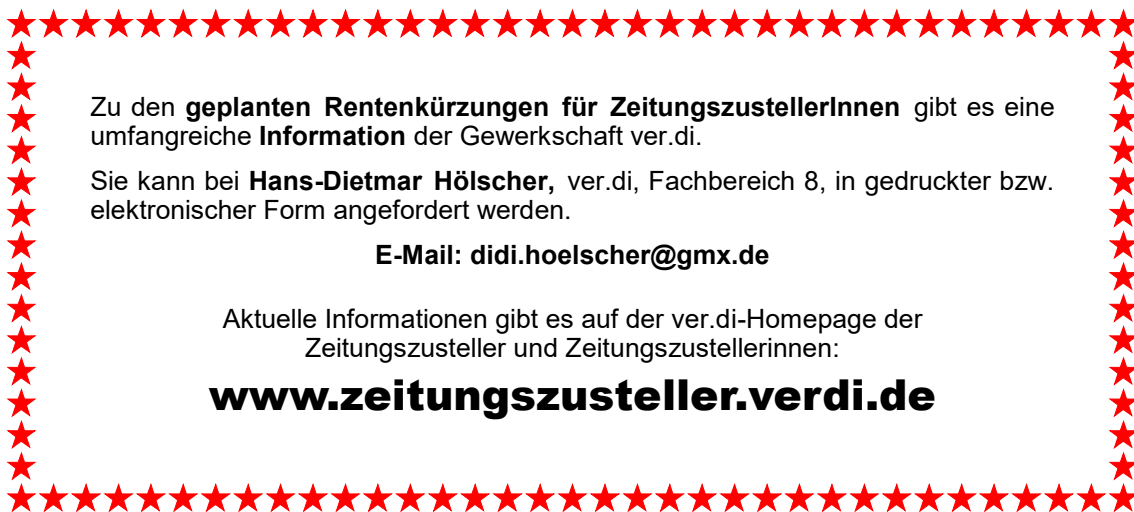 Zu den geplanten Rentenkürzungen für ZeitungszustellerInnen gibt es eine
umfangreiche Information der Gewerkschaft ver.di.
Sie kann bei Hans-Dietmar Hölscher, ver.di, Fachbereich 8, in gedruckter bzw.
elektronischer Form angefordert werden.
E-Mail: didi.hoelscher@gmx.de
Aktuelle Informationen gibt es auf der ver.di-Homepage der
Zeitungszusteller und Zeitungszustellerinnen:
www.zeitungszusteller.verdi.de